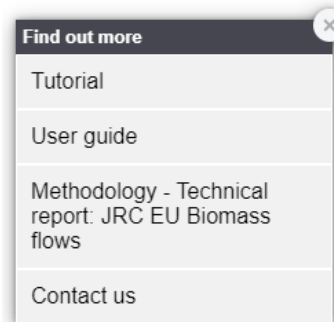 Find out more
Tutorial
User guide
Methodology - Technical
report: JRC EU Biomass
flows
Contact us